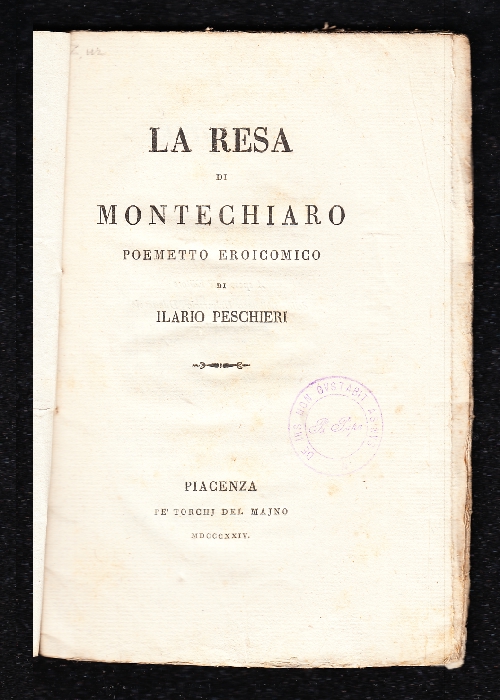 LA RESA
DI
MONTECHIARO
POEMETTO EROICOMICO
DI
ILARIO PESCHIERI
PIACENZA
PE' TORCHJ DEL MAJNO
MDCCCXXIV.